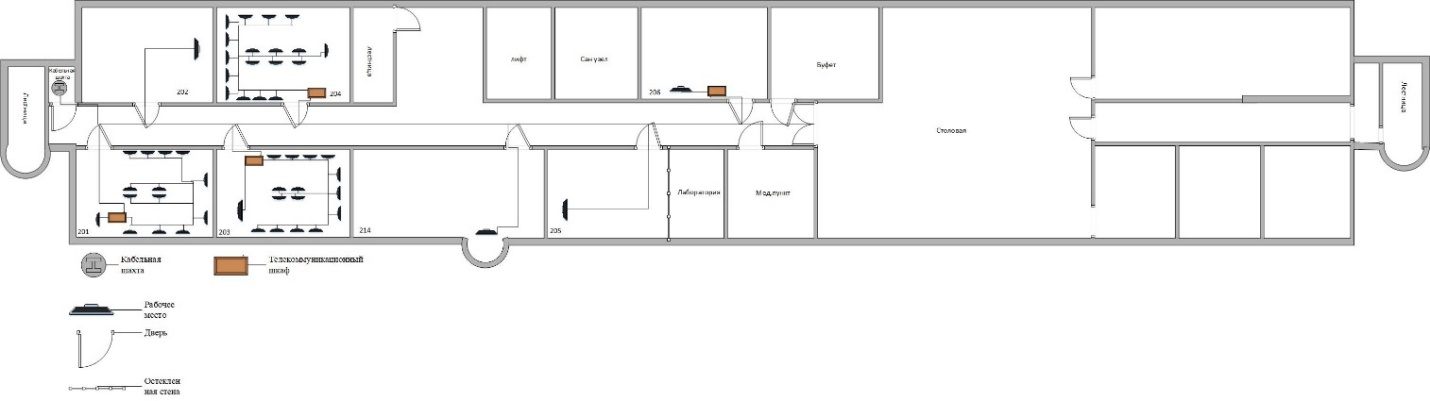 Лестница
Кабельная
шахта
202
204
лестница
лифт
Сан узел
206
Буфет
Столовая
Лестница
201
203
214
205
Лаборатория
Мед.пункт
Кабельная
шахта
Телекоммуникационный
шкаф
Рабочее
место
Дверь
Остеклен
ная стена